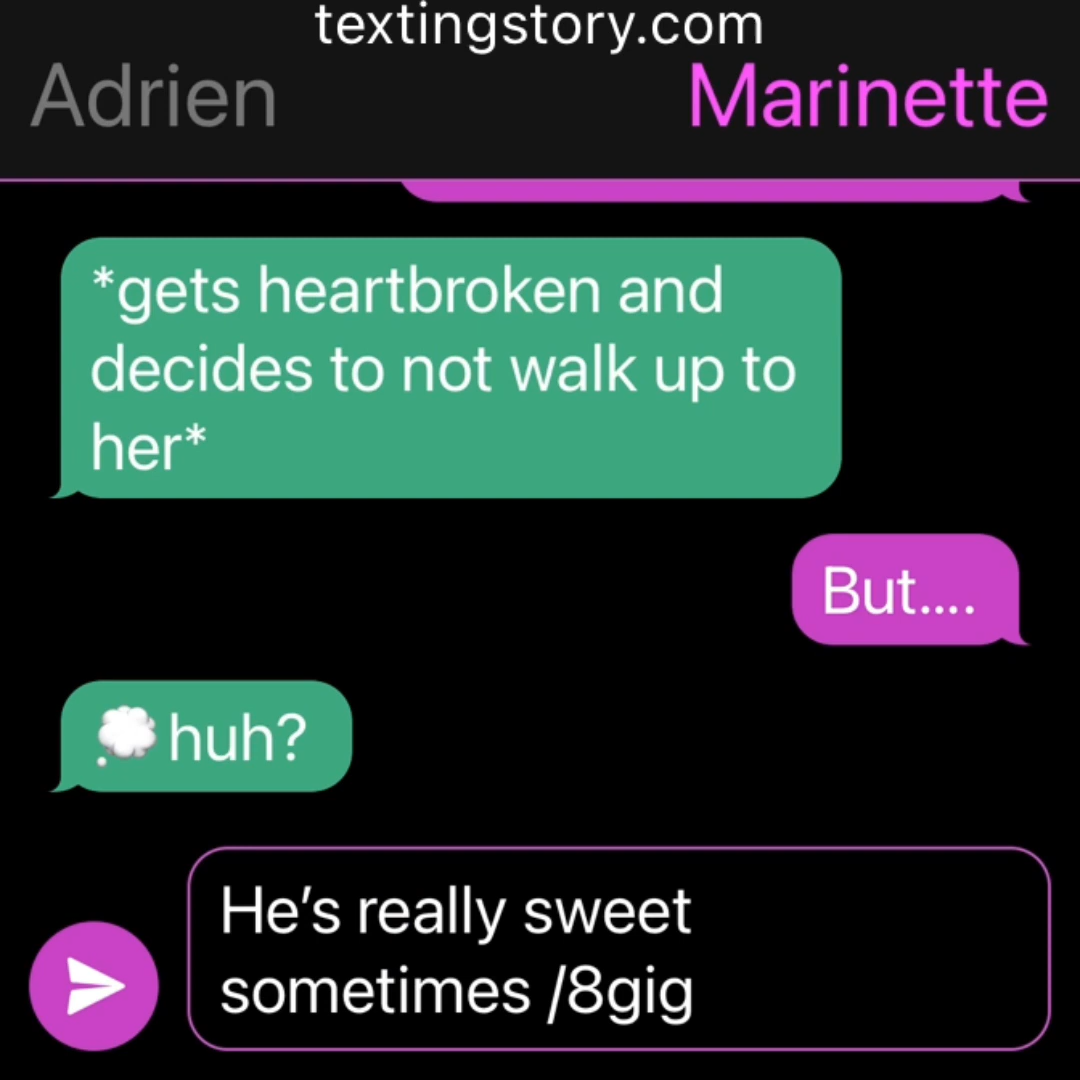 textingstory.com
Adrien
Marinette
*gets heartbroken and
decides to not walk up to
her*
But....
💭huh?
He’s really sweet
sometimes /8gig